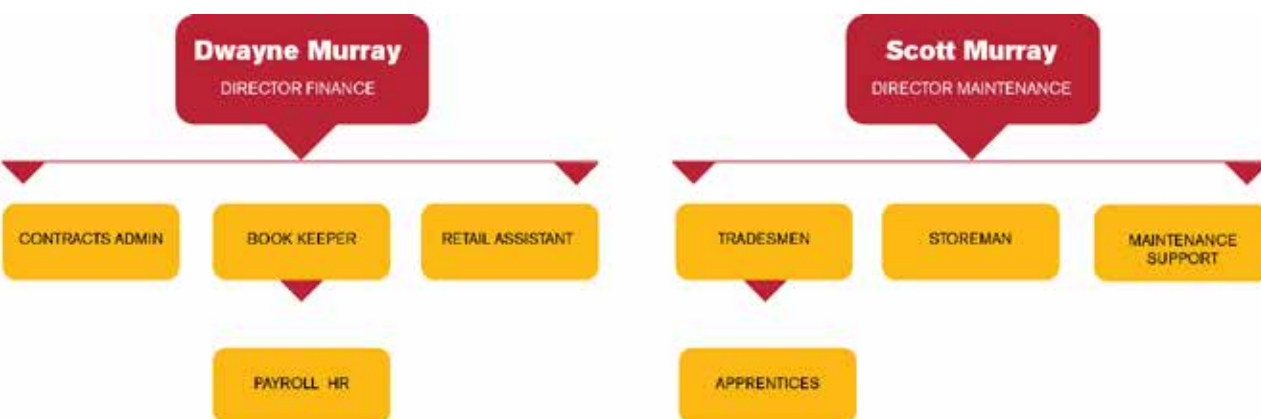 Dwayne Murray
DIRECTOR FINANCE
Scott Murray
DIRECTOR MAINTENANCE
CONTRACTS ADMIN
BOOK KEEPER
RETAIL ASSISTANT
TRADESMEN
STOREMAN
MAINTENANCE
SUPPORT
PAYROLL HR
APPRENTICES